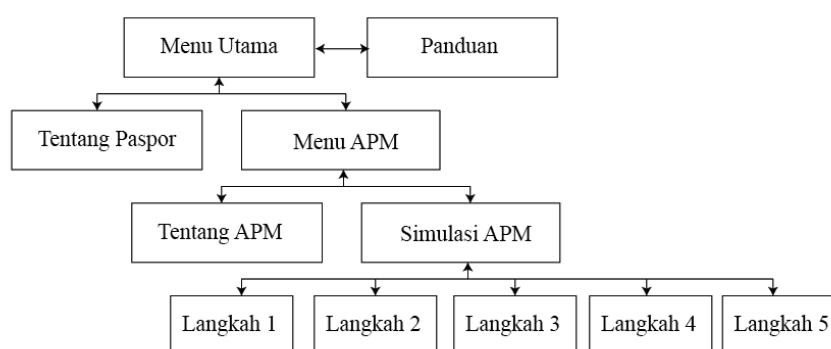 Menu Utama
Panduan
Tentang Paspor
Menu APM
Tentang APM
Simulasi APM
Langkah 1
Langkah 2
Langkah 3
Langkah 4
Langkah 5